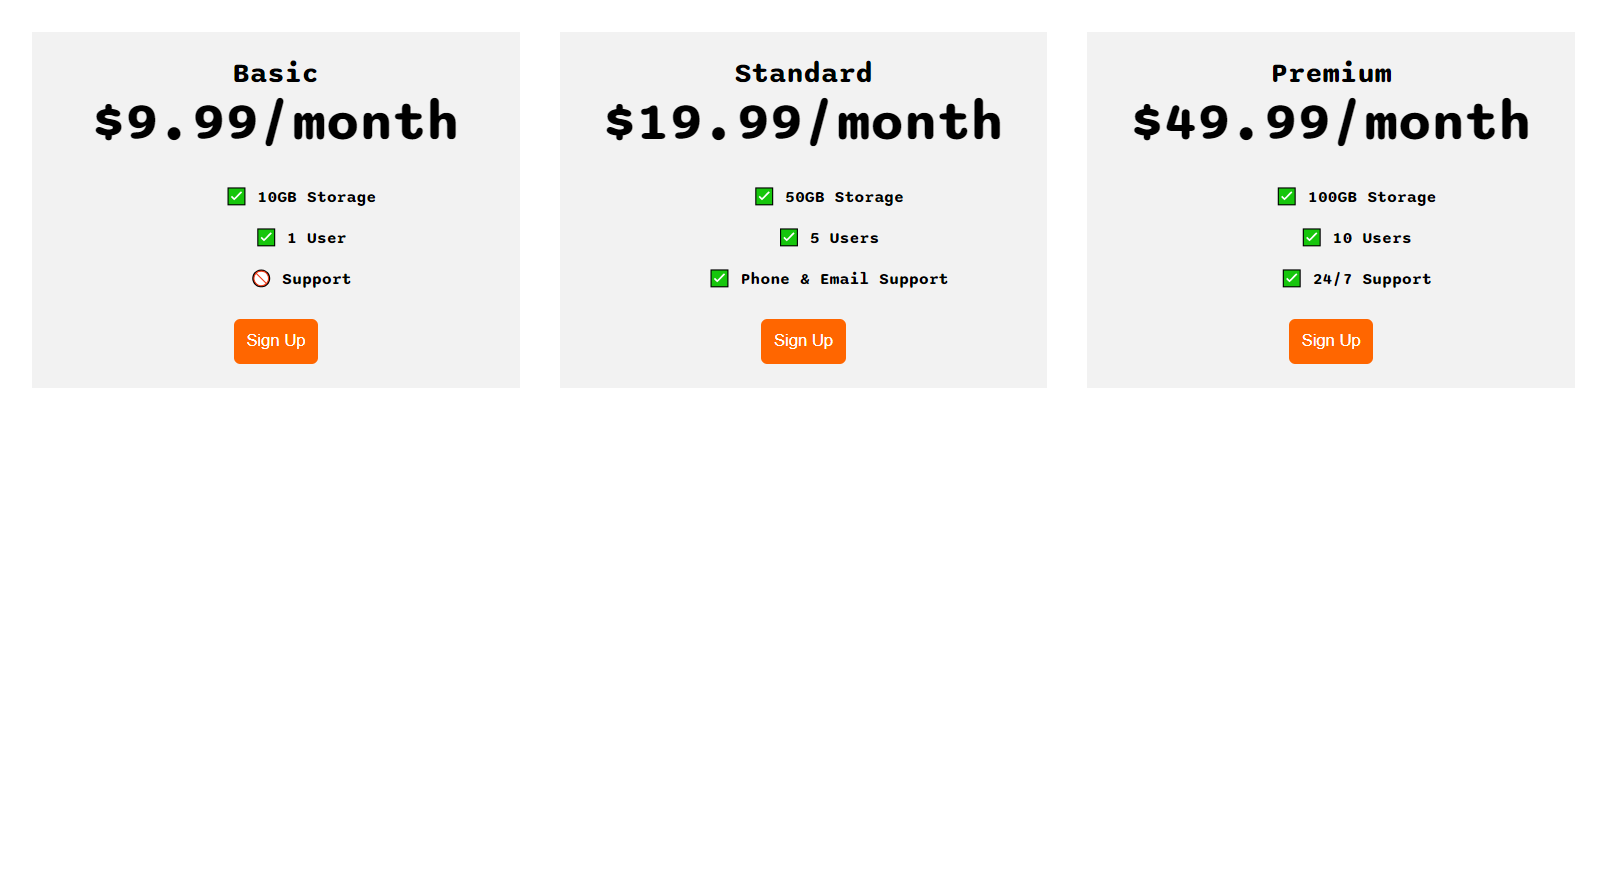 Basic
$9.99/month
✅ 10GB Storage
✅ 1 User
🚫 Support
Sign Up
Standard
$19.99/month
✅ 50GB Storage
✅ 5 Users
✅ Phone & Email Support
Sign Up
Premium
$49.99/month
✅ 100GB Storage
✅ 10 Users
✅ 24/7 Support
Sign Up